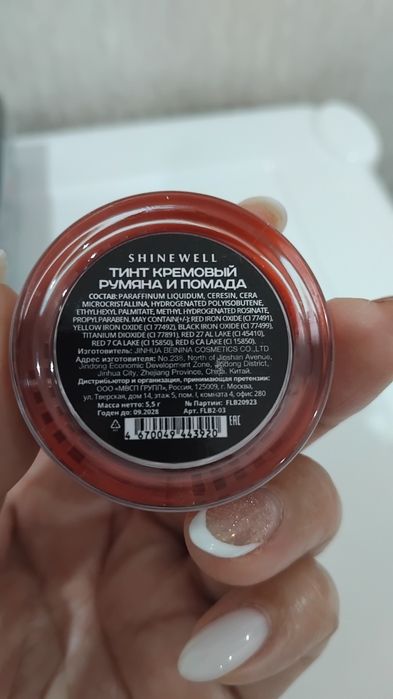 SHINEWELL
ТИНТ КРЕМОВЫЙ
РУМЯНА И ПОМАДА
СОСТАВ: PARAFFINUM LIQUIDUM, CERESIN, CERA
MICROCRISTALLINA, HYDROGENATED POLYISOBUTENE,
ETHYLHEXYL PALMITATE, METHYL HYDROGENATED ROSINATE,
PROPYLPARABEN. MAY CONTAIN(+/-): RED IRON OXIDE (CI 77491),
YELLOW IRON OXIDE (CI 77492), BLACK IRON OXIDE (CI 77499),
TITANIUM DIOXIDE (CI 77891), RED 27 AL LAKE (CI 45410),
RED 7 CA LAKE (CI 15850), RED 6 CA LAKE (CI 15850).
Изготовитель: JINHUA BEININA COSMETICS CO.,LTD
Адрес изготовителя: No.238, North of Jinshan Avenue,
Jindong Economic Development Zone, Jindong District,
Jinhua City, Zhejiang Province, China, Китай.
Дистрибьютор и организация, принимающая претензии:
ООО «МВСП ГРУПП», Россия, 125009, г. Москва,
ул. Тверская, дом 14, этаж 5, пом. I, комната 4, офис 280
Масса нетто: 5,5 г № Партии: FLB20923
Годен до: 09.2028 Арт. FLB2-03
4 670049 443920
EAC